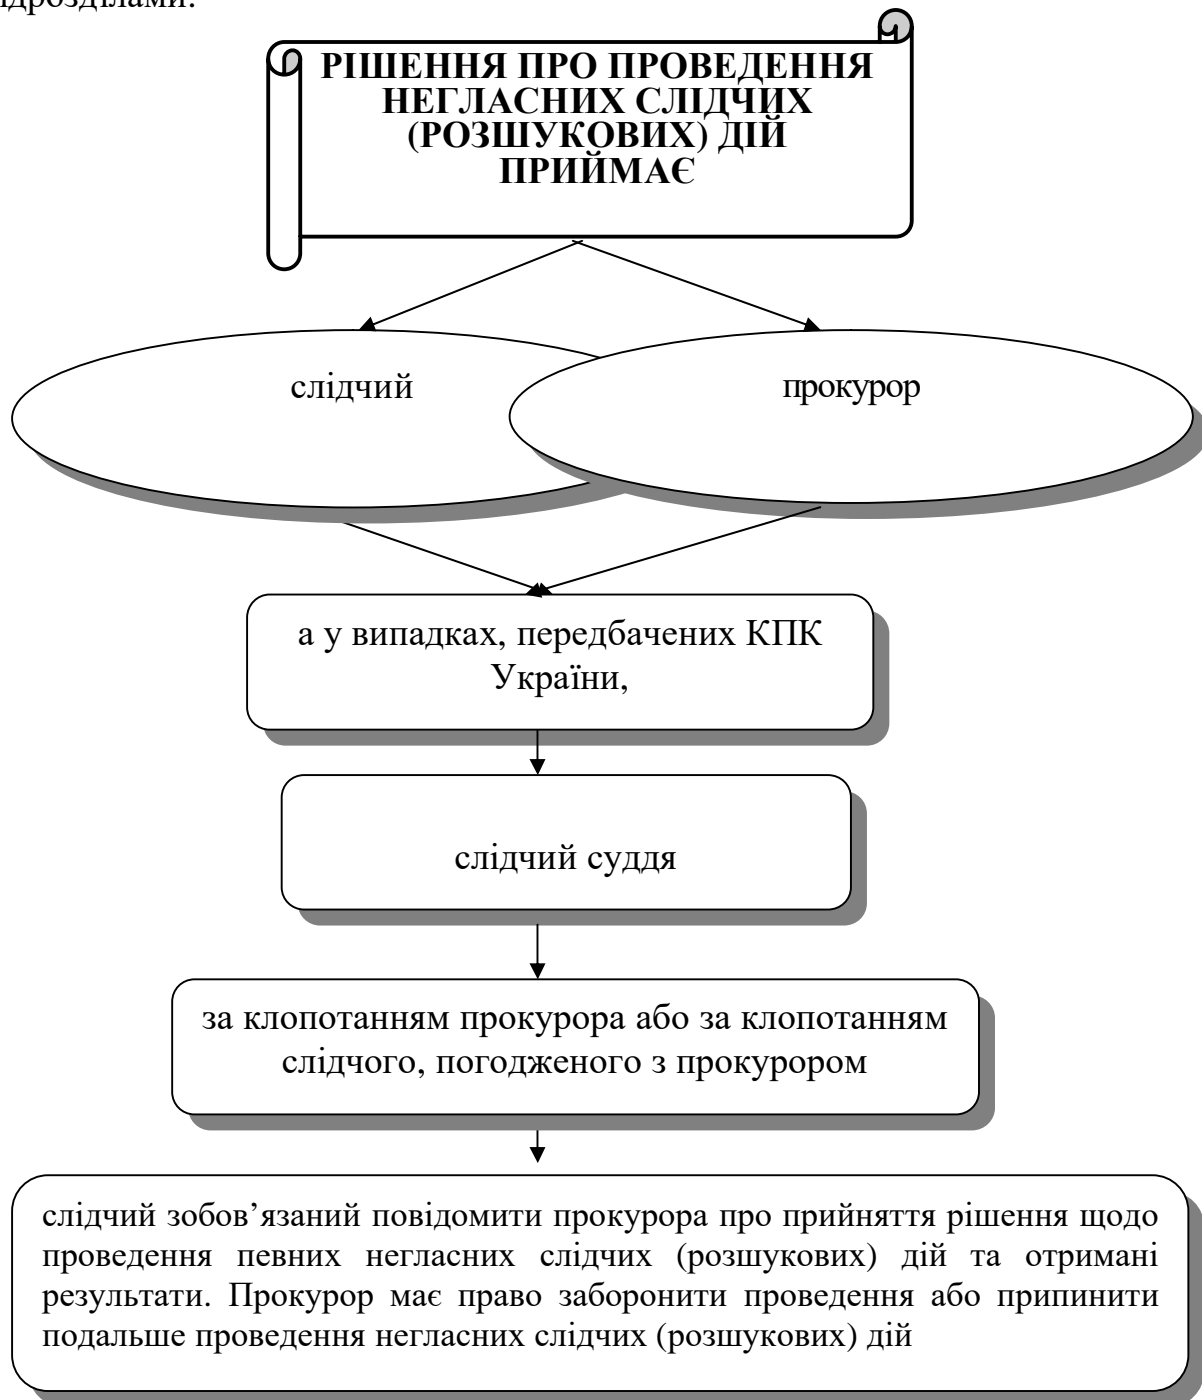 ідрозділами.
РІШЕННЯ ПРО ПРОВЕДЕННЯ
НЕГЛАСНИХ СЛІДЧИХ
(РОЗШУКОВИХ) ДІЙ
ПРИЙМАЄ
слідчий
прокурор
а у випадках, передбачених КПК
України,
слідчий суддя
за клопотанням прокурора або за клопотанням
слідчого, погодженого з прокурором
слідчий зобов’язаний повідомити прокурора про прийняття рішення щодо
проведення певних негласних слідчих (розшукових) дій та отримані
результати. Прокурор має право заборонити проведення або припинити
подальше проведення негласних слідчих (розшукових) дій